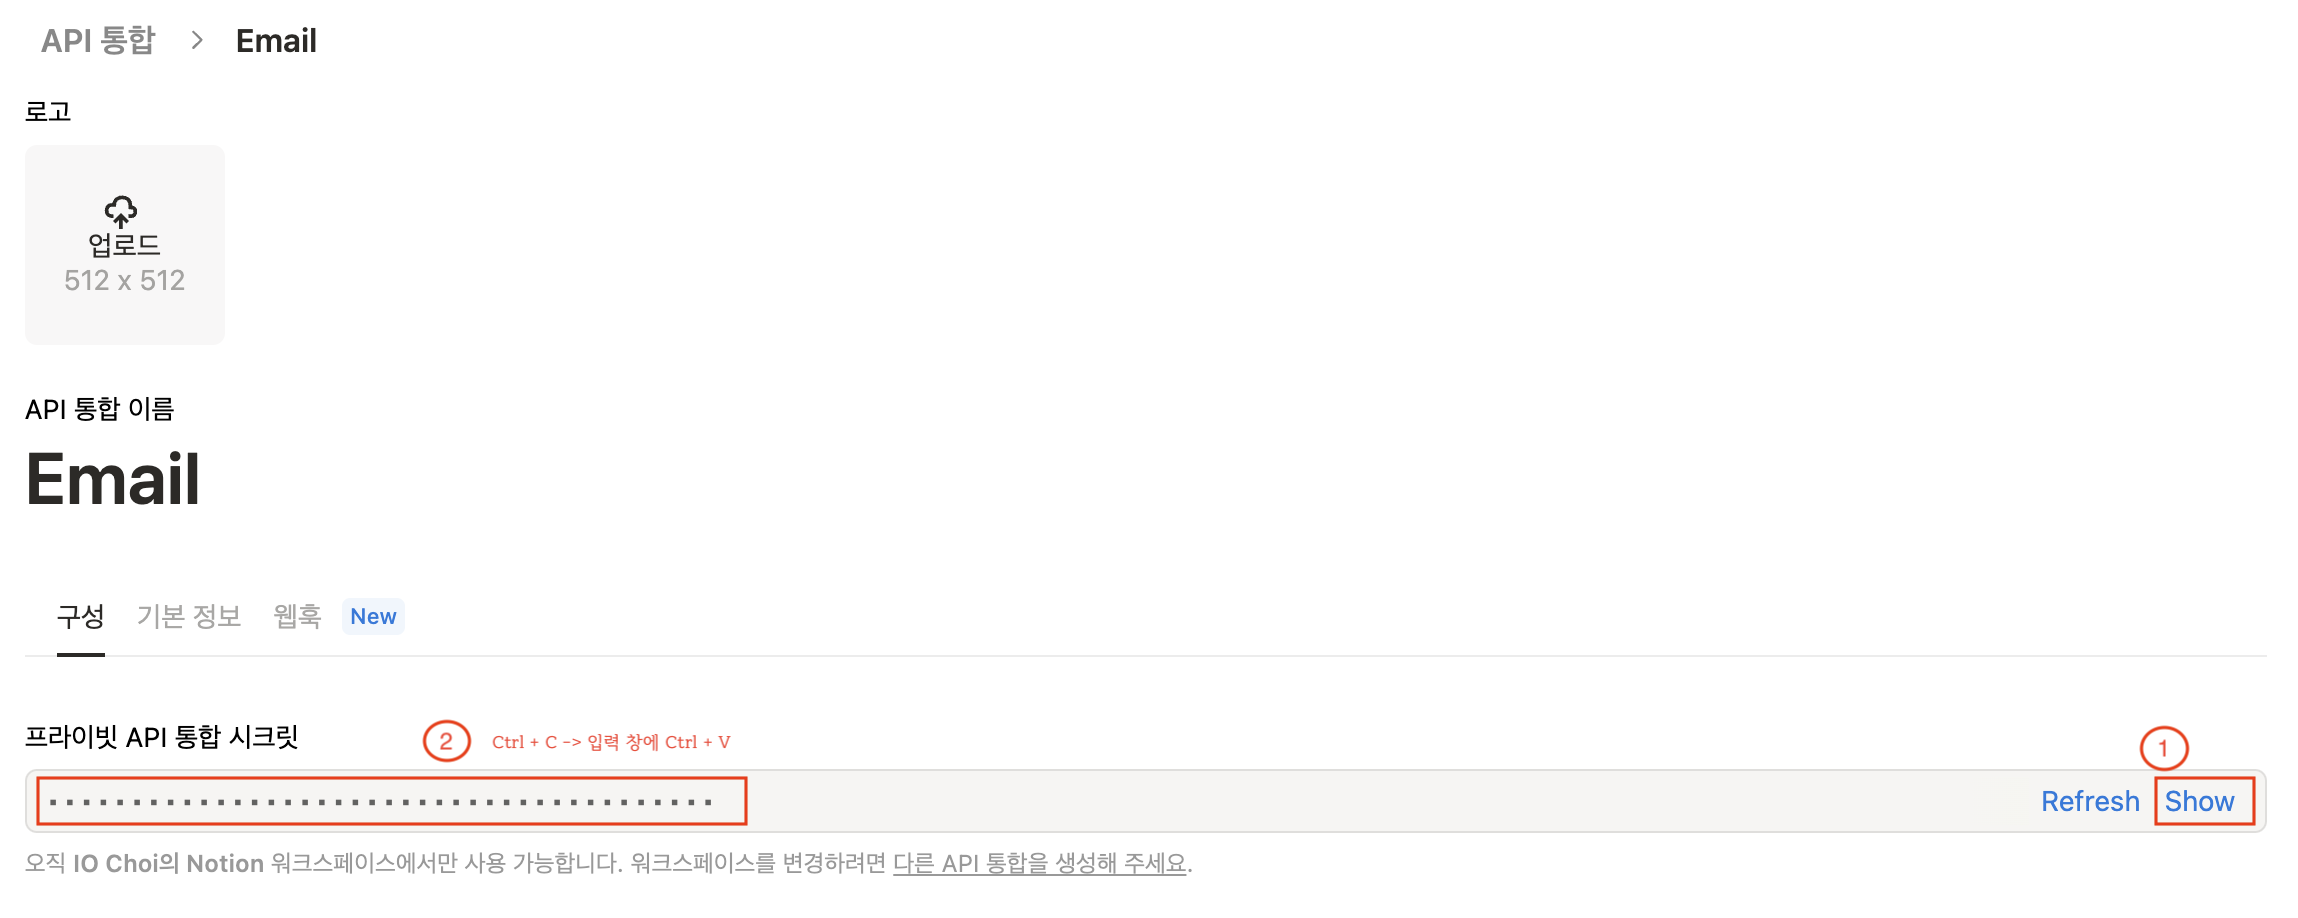 API 통합 > Email
로고
업로드
512 x 512
API 통합 이름
Email
구성 기본 정보 웹훅 New
프라이빗 API 통합 시크릿 2 Ctrl + C -> 입력 창에 Ctrl + V 1
Refresh Show
오직 IO Choi의 Notion 워크스페이스에서만 사용 가능합니다. 워크스페이스를 변경하려면 다른 API 통합을 생성해 주세요.